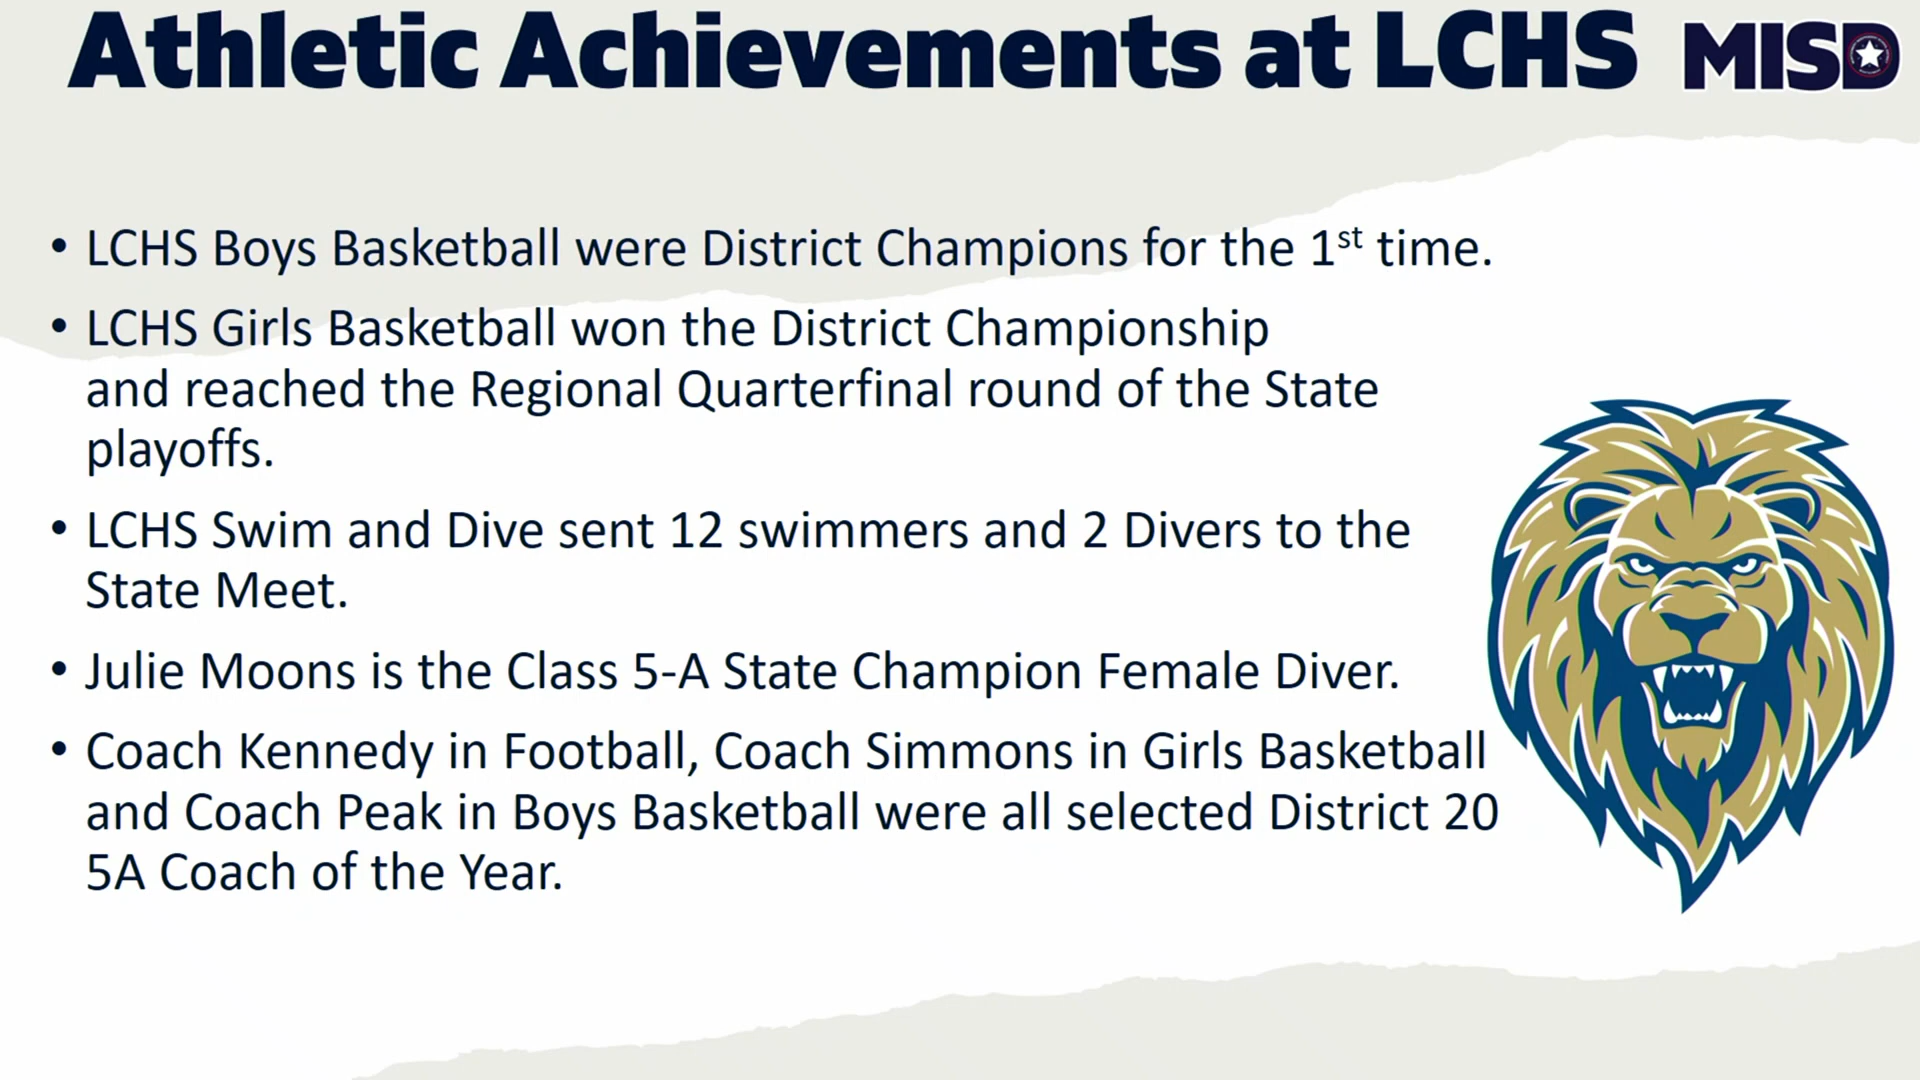 Athletic Achievements at LCHS MISD
• LCHS Boys Basketball were District Champions for the 1st time.
• LCHS Girls Basketball won the District Championship
and reached the Regional Quarterfinal round of the State
playoffs.
• LCHS Swim and Dive sent 12 swimmers and 2 Divers to the
State Meet.
• Julie Moons is the Class 5-A State Champion Female Diver.
• Coach Kennedy in Football, Coach Simmons in Girls Basketball
and Coach Peak in Boys Basketball were all selected District 20
5A Coach of the Year.